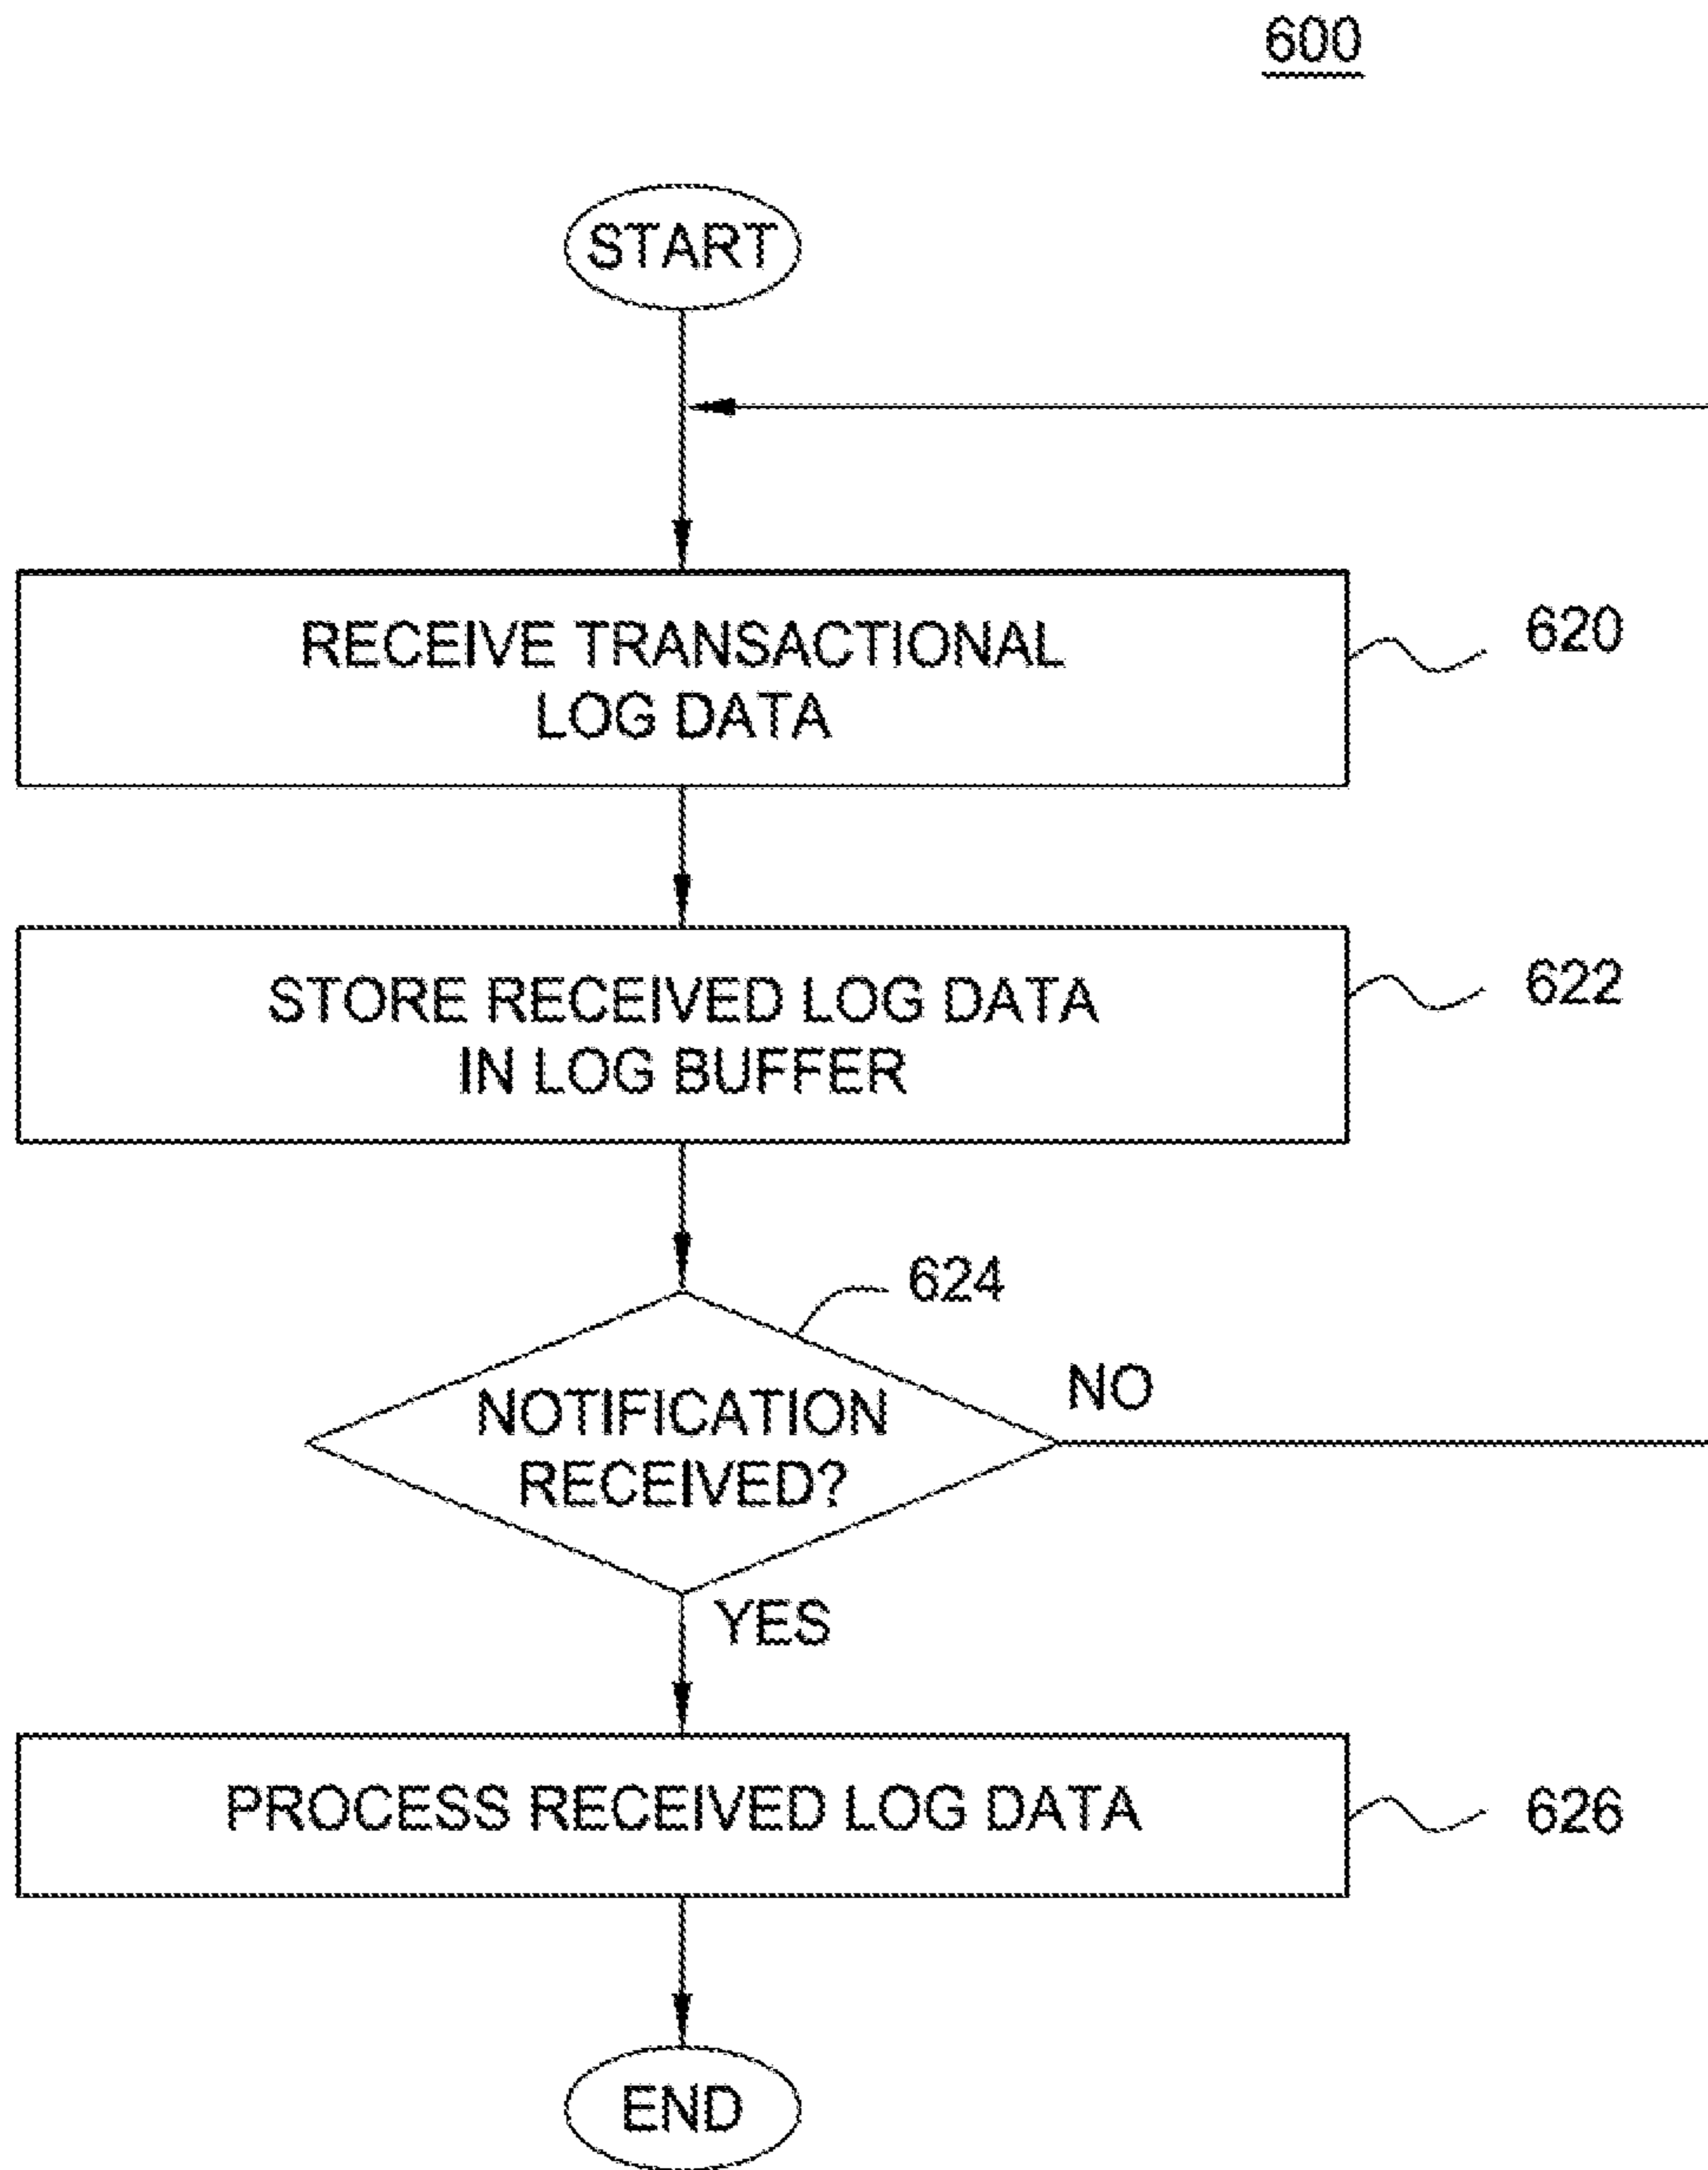 600
START
RECEIVE TRANSACTIONAL
LOG DATA
620
STORE RECEIVED LOG DATA
IN LOG BUFFER
622
624
NOTIFICATION
RECEIVED?
NO
YES
PROCESS RECEIVED LOG DATA
626
END